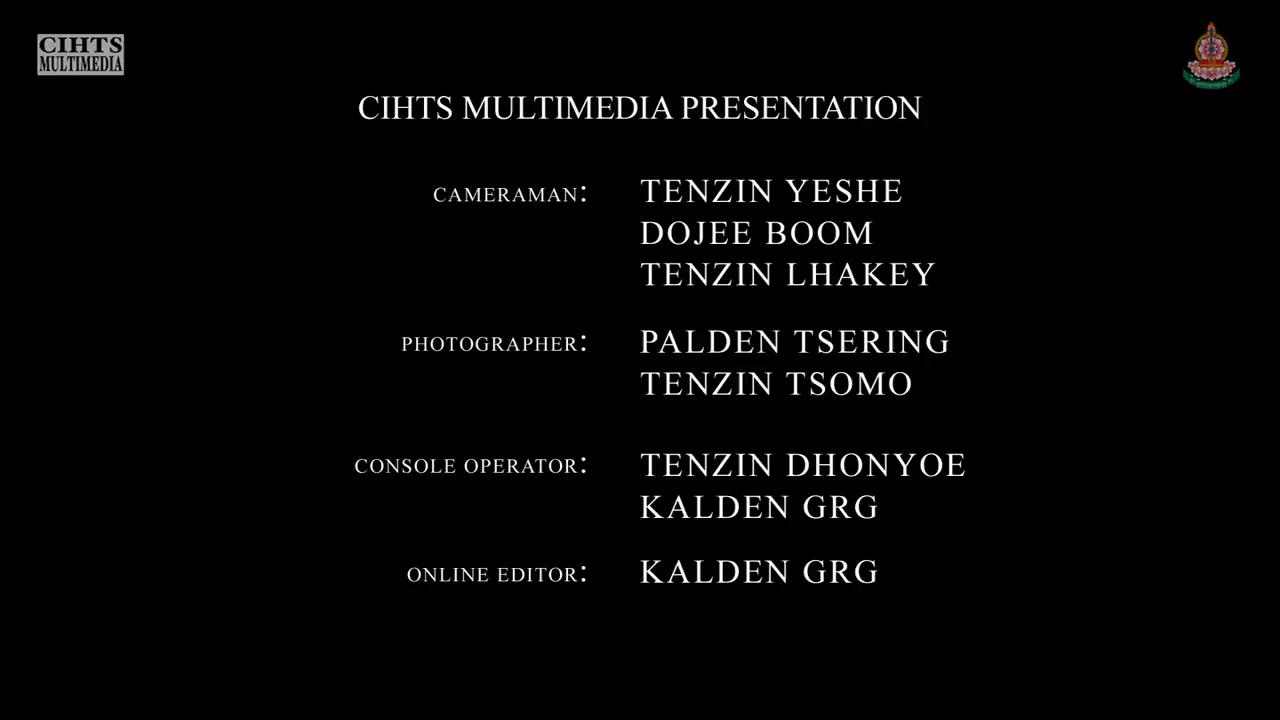 CIHTS
MULTIMEDIA
CIHTS MULTIMEDIA PRESENTATION
CAMERAMAN: TENZIN YESHE
DOJEE BOOM
TENZIN LHAKEY
PHOTOGRAPHER: PALDEN TSERING
TENZIN TSOMO
CONSOLE OPERATOR: TENZIN DHONYOE
KALDEN GRG
ONLINE EDITOR: KALDEN GRG